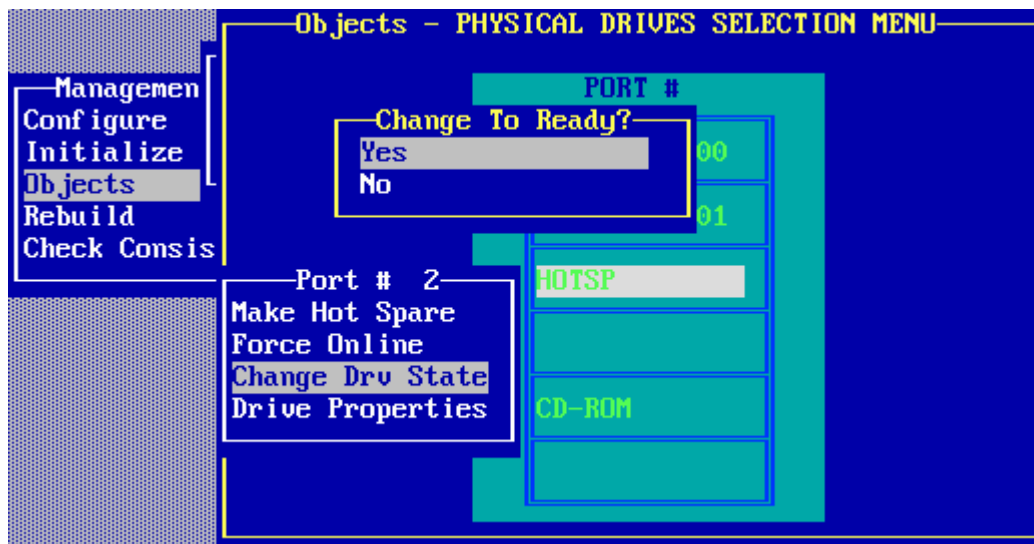 Objects - PHYSICAL DRIVES SELECTION MENU
Managemen
Configure
Initialize
Objects
Rebuild
Check Consis
PORT #
Change To Ready?
Yes
No
00
01
HOTSP
CD-ROM
Port # 2
Make Hot Spare
Force Online
Change Drv State
Drive Properties